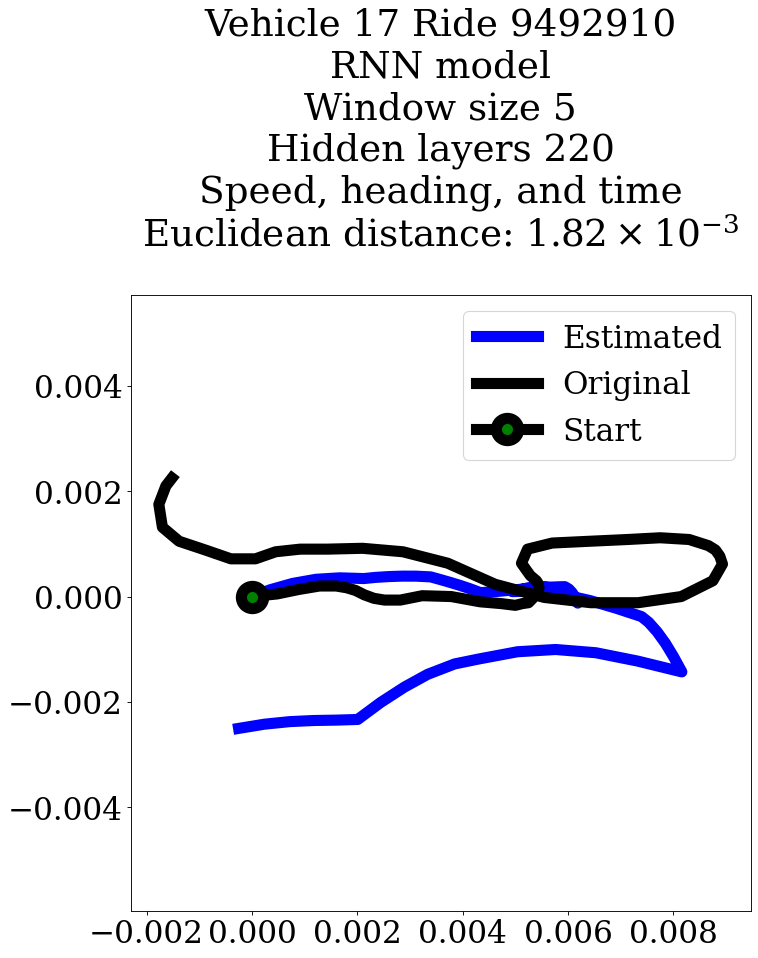 Vehicle 17 Ride 9492910
RNN model
Window size 5
Hidden layers 220
Speed, heading, and time
Euclidean distance: 1.82 × 10⁻³
Estimated
Original
Start
0.004
0.002
0.000
−0.002
−0.004
−0.002 0.000 0.002 0.004 0.006 0.008